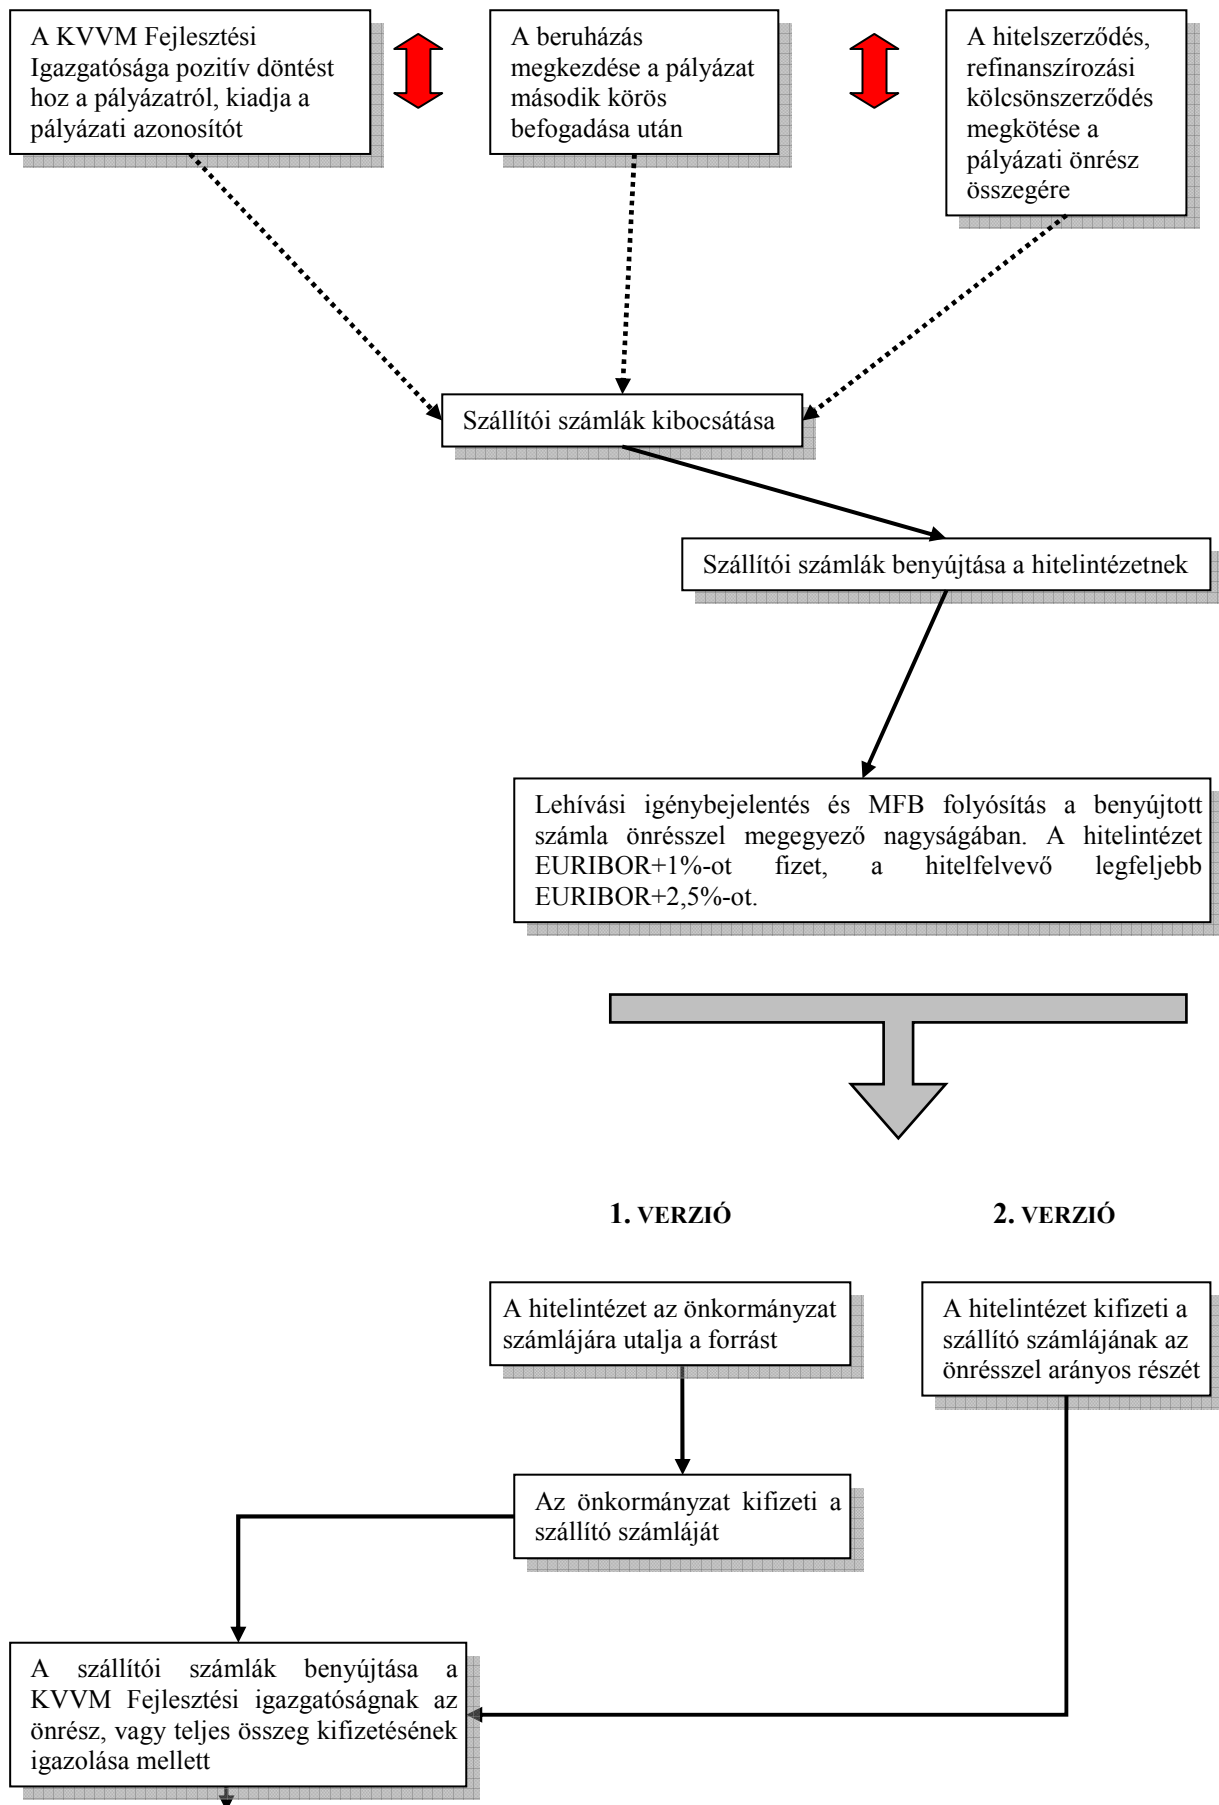 A KVVM Fejlesztési
Igazgatósága pozitív döntést
hoz a pályázatról, kiadja a
pályázati azonosítót
A beruházás
megkezdése a pályázat
második körös
befogadása után
A hitelszerződés,
refinanszírozási
kölcsönszerződés
megkötése a
pályázati önrész
összegére
Szállítói számlák kibocsátása
Szállítói számlák benyújtása a hitelintézetnek
Lehívási igénybejelentés és MFB folyósítás a benyújtott
számla önrésszel megegyező nagyságában. A hitelintézet
EURIBOR+1%-ot fizet, a hitelfelvevő legfeljebb
EURIBOR+2,5%-ot.
1. VERZIÓ
2. VERZIÓ
A hitelintézet az önkormányzat
számlájára utalja a forrást
A hitelintézet kifizeti a
szállító számlájának az
önrésszel arányos részét
Az önkormányzat kifizeti a
szállító számláját
A szállítói számlák benyújtása a
KVVM Fejlesztési igazgatóságnak az
önrész, vagy teljes összeg kifizetésének
igazolása mellett